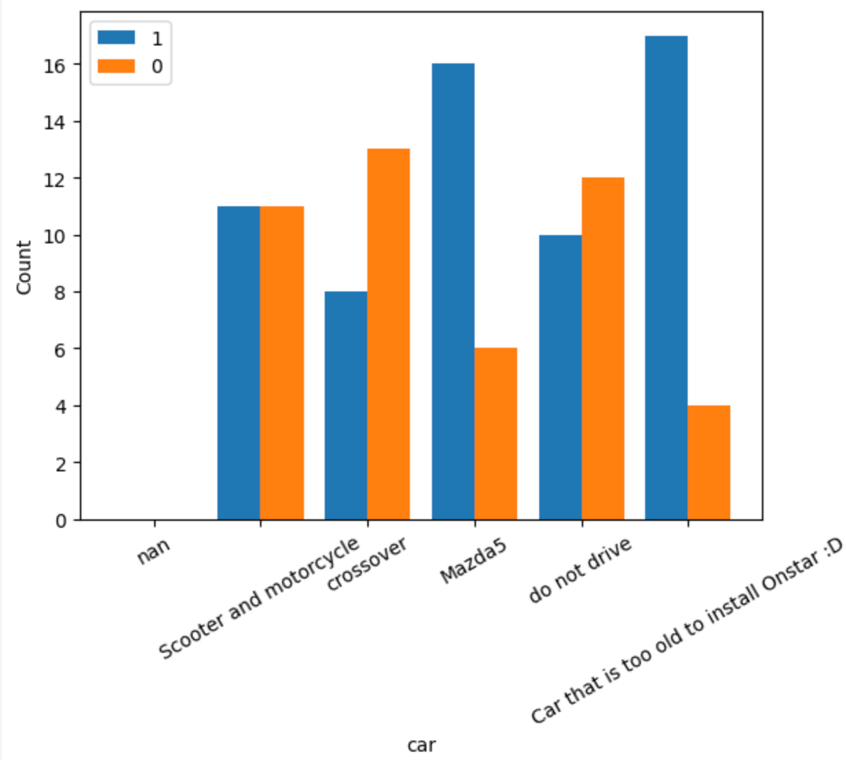 1
0
16
14
12
10
8
6
4
2
0
Count
nan
Scooter and motorcycle
crossover
Mazda5
do not drive
Car that is too old to install Onstar :D
car